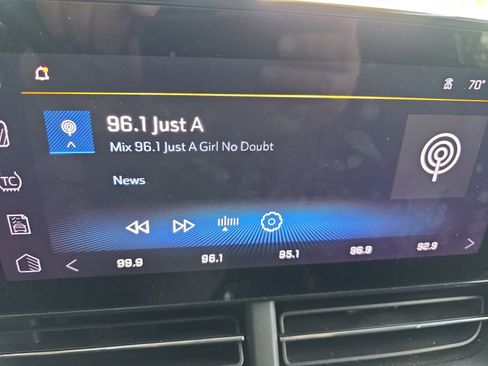 70°
96.1 Just A
Mix 96.1 Just A Girl No Doubt
News
TC
99.9 96.1 95.1 96.9 92.9